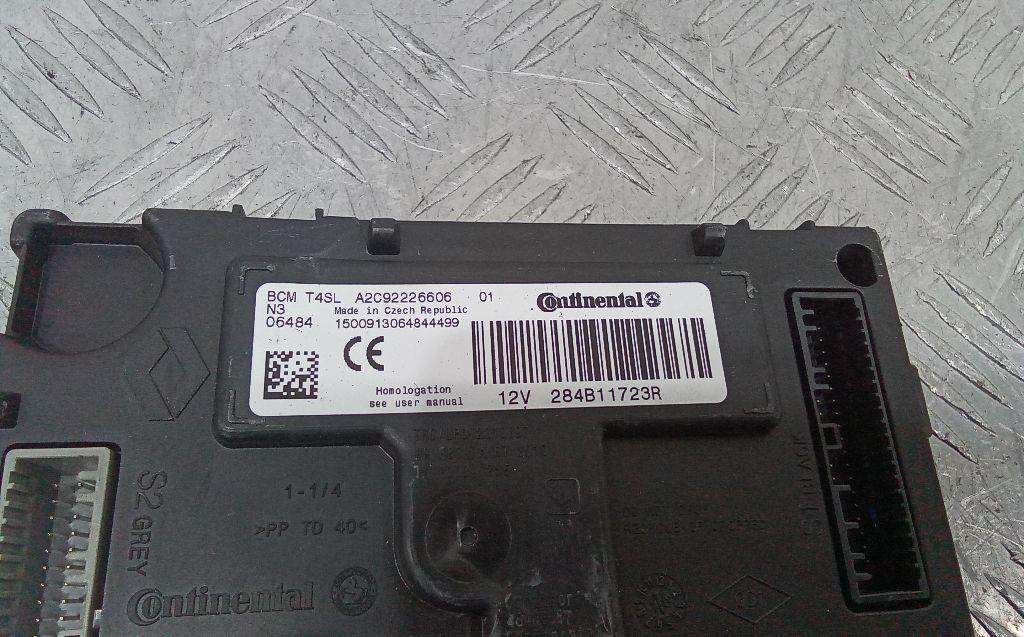 BCM T4SL A2C92226606 01
Continental
N3 Made in Czech Republic
06484 1500913064844499
CE
Homologation
see user manual
12V 284B11723R
S2 GREY
1-1/4
>PP TD 40<
Continental